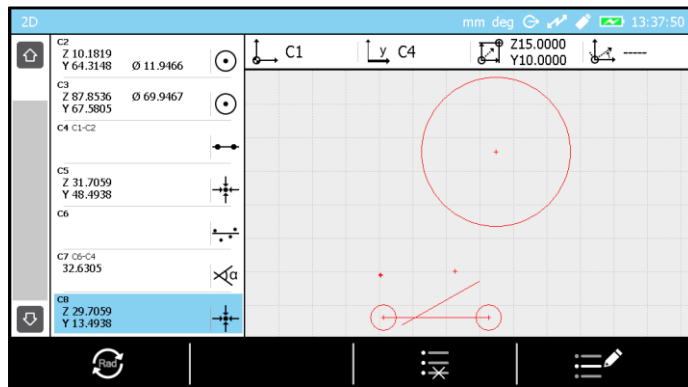 2D
mm deg 13:37:50
C2
Z 10.1819
Y 64.3148 Ø 11.9466
C3
Z 87.8536 Ø 69.9467
Y 67.5805
C4 C1-C2
C5
Z 31.7059
Y 48.4938
C6
C7 C6-C4
32.6305
α
C8
Z 29.7059
Y 13.4938
C1
y C4
Z15.0000
Y10.0000
-----
Rad